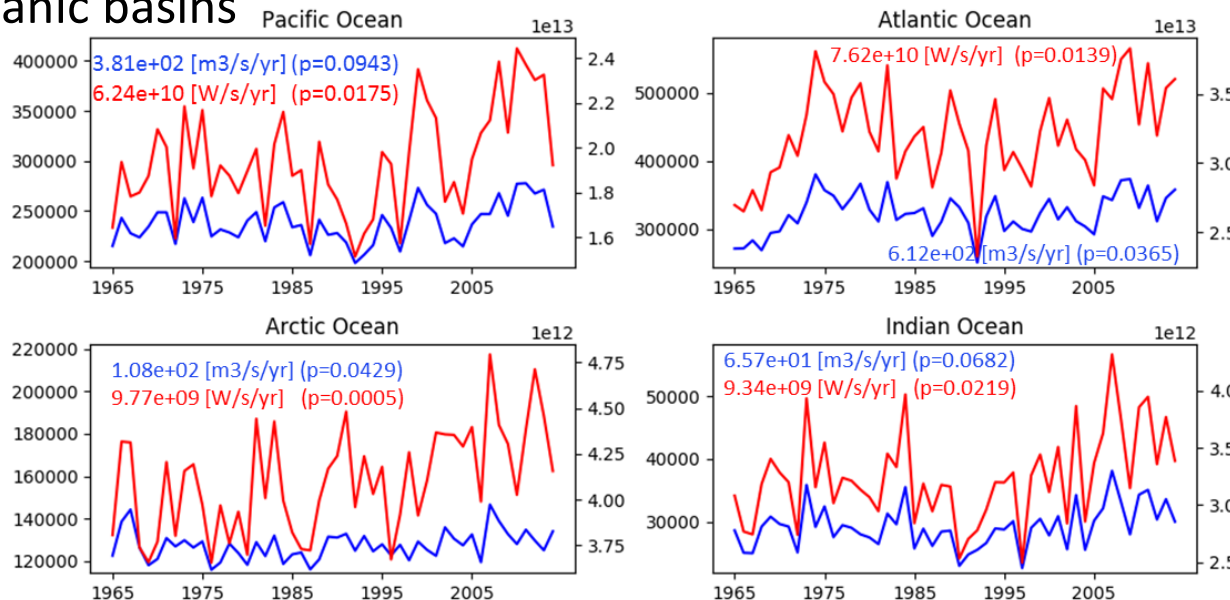 anic basins
Pacific Ocean
1e13
3.81e+02 [m3/s/yr] (p=0.0943)
6.24e+10 [W/s/yr] (p=0.0175)
400000
350000
300000
250000
200000
2.4
2.2
2.0
1.8
1.6
1965 1975 1985 1995 2005
Atlantic Ocean
1e13
7.62e+10 [W/s/yr] (p=0.0139)
500000
400000
300000
3.5
3.0
2.5
6.12e+02 [m3/s/yr] (p=0.0365)
1965 1975 1985 1995 2005
Arctic Ocean
1e12
1.08e+02 [m3/s/yr] (p=0.0429)
9.77e+09 [W/s/yr] (p=0.0005)
220000
200000
180000
160000
140000
120000
4.75
4.50
4.25
4.00
3.75
1965 1975 1985 1995 2005
Indian Ocean
1e12
6.57e+01 [m3/s/yr] (p=0.0682)
9.34e+09 [W/s/yr] (p=0.0219)
50000
40000
30000
4.0
3.5
3.0
2.5
1965 1975 1985 1995 2005